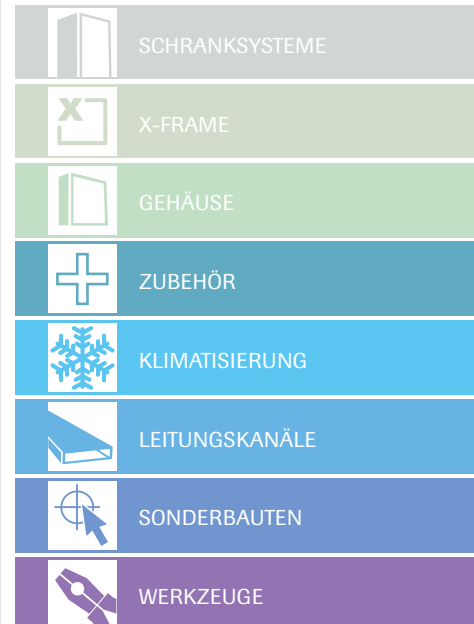 SCHRANKSYSTEME
X-FRAME
GEHÄUSE
ZUBEHÖR
KLIMATISIERUNG
LEITUNGSKANÄLE
SONDERBAUTEN
WERKZEUGE